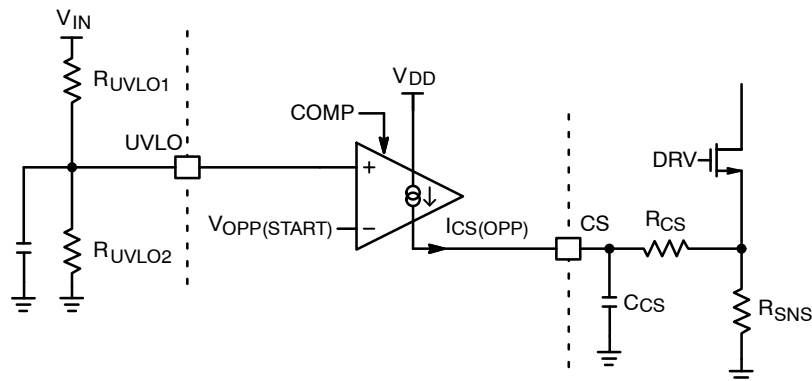 VIN
RUVLO1
VDD
COMP
UVLO
DRV
+
VOPP(START)
−
ICS(OPP)
CS
RCS
RUVLO2
CCS
RSNS